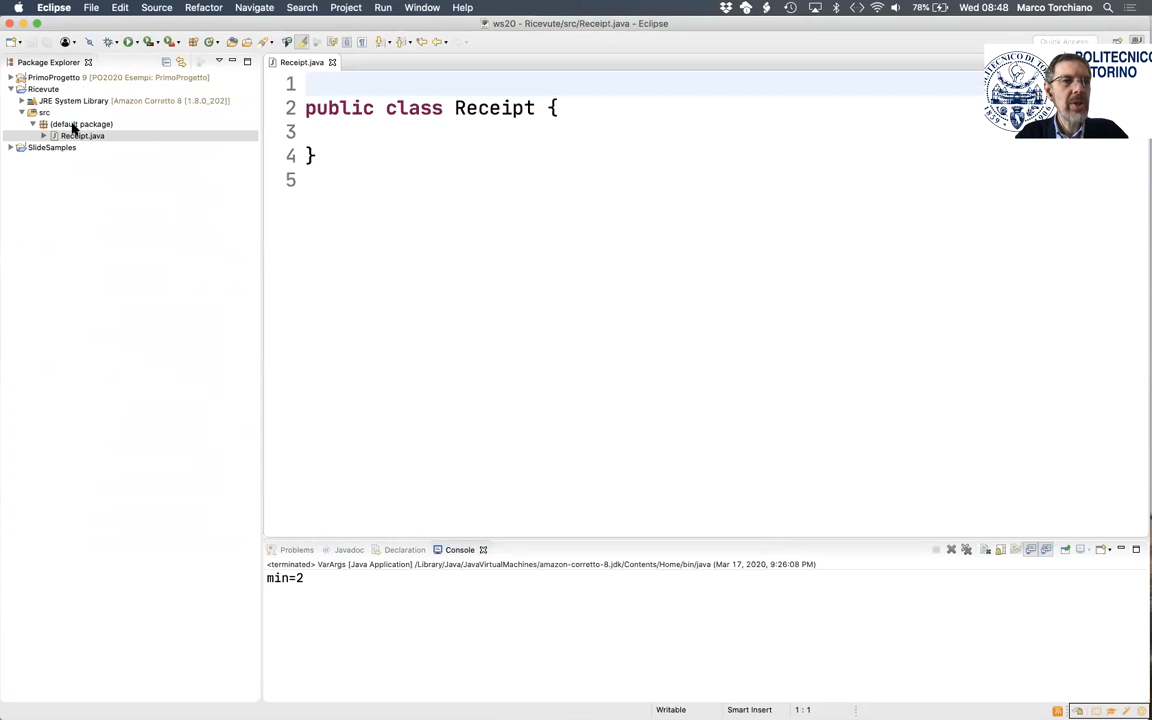 Eclipse File Edit Source Refactor Navigate Search Project Run Window Help 78% Wed 08:48 Marco Torchiano
ws20 - Ricevute/src/Receipt.java - Eclipse
Quick Access
Package Explorer
PrimoProgetto 9 [PO2020 Esempi: PrimoProgetto]
Ricevute
JRE System Library [Amazon Corretto 8 [1.8.0_202]]
src
(default package)
Receipt.java
SlideSamples
Receipt.java
1
2 public class Receipt {
3
4 }
5
POLITECNICO
TORINO
1859
Problems Javadoc Declaration Console
<terminated> VarArgs [Java Application] /Library/Java/JavaVirtualMachines/amazon-corretto-8.jdk/Contents/Home/bin/java (Mar 17, 2020, 9:26:08 PM)
min=2
Writable Smart Insert 1 : 1